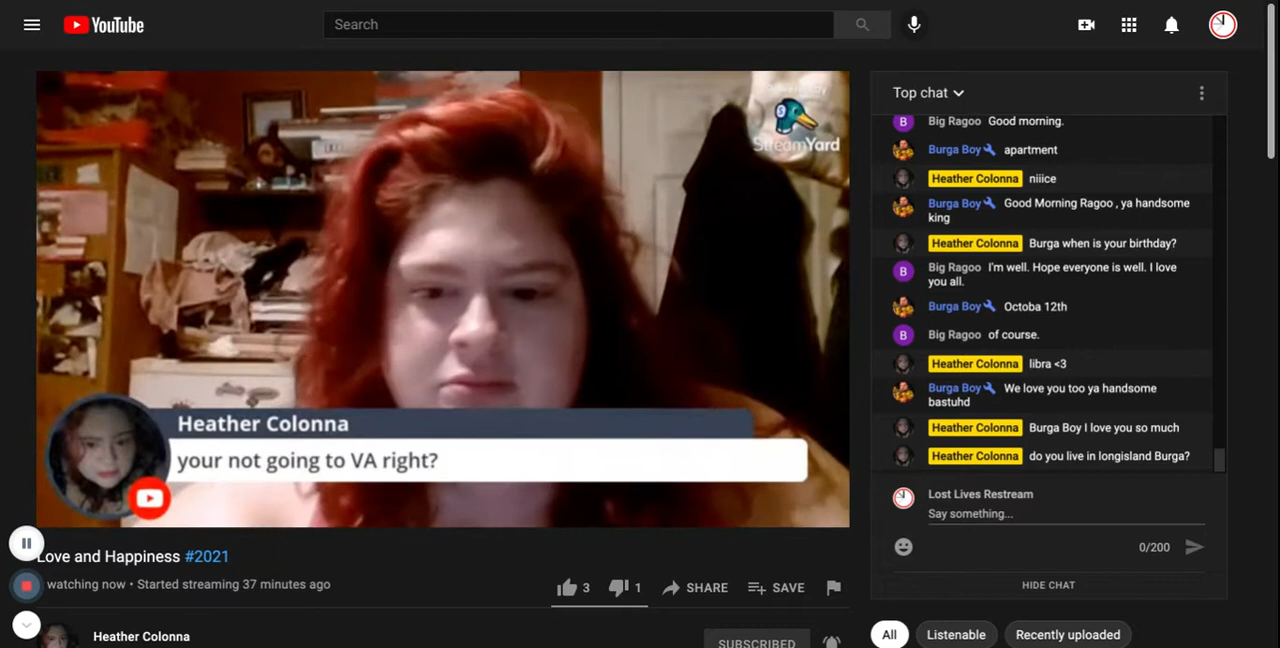 YouTube
Search
StreamYard
Heather Colonna
your not going to VA right?
Love and Happiness #2021
watching now • Started streaming 37 minutes ago
3
1
SHARE
SAVE
Heather Colonna
SUBSCRIBED
Top chat
B Big Ragoo Good morning.
Burga Boy apartment
Heather Colonna niiice
Burga Boy Good Morning Ragoo , ya handsome
king
Heather Colonna Burga when is your birthday?
B Big Ragoo I'm well. Hope everyone is well. I love
you all.
Burga Boy Octoba 12th
B Big Ragoo of course.
Heather Colonna libra <3
Burga Boy We love you too ya handsome
bastuhd
Heather Colonna Burga Boy I love you so much
Heather Colonna do you live in longisland Burga?
Lost Lives Restream
Say something...
0/200
HIDE CHAT
All
Listenable
Recently uploaded